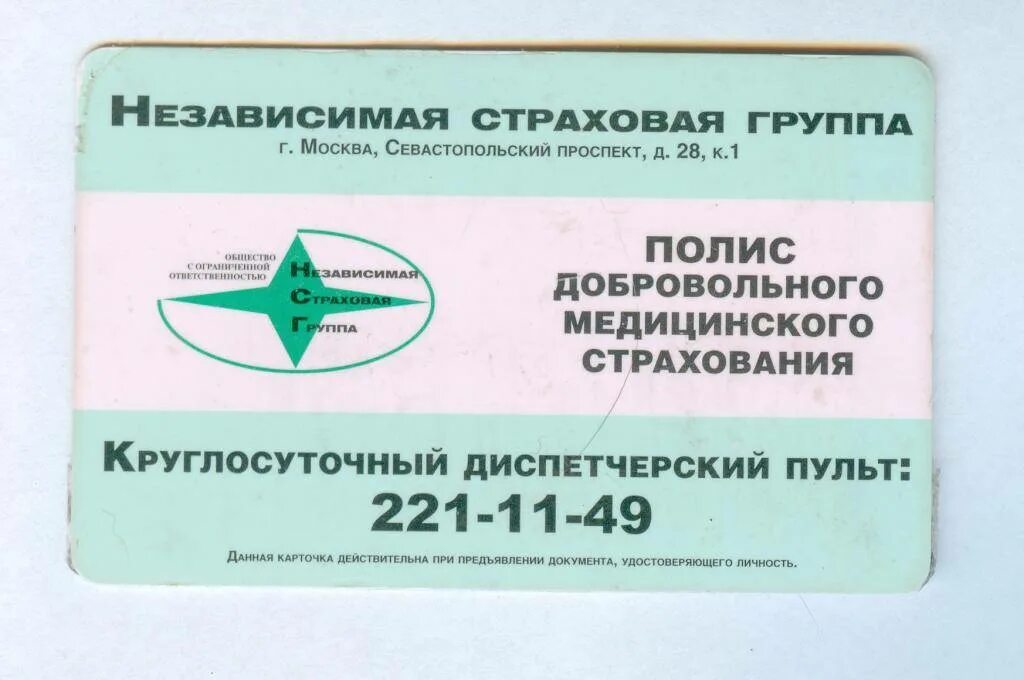 НЕЗАВИСИМАЯ СТРАХОВАЯ ГРУППА
Г. МОСКВА, СЕВАСТОПОЛЬСКИЙ ПРОСПЕКТ, Д. 28, К.1
ОБЩЕСТВО
С ОГРАНИЧЕННОЙ
ОТВЕТСТВЕННОСТЬЮ
НЕЗАВИСИМАЯ
СТРАХОВАЯ
ГРУППА
ПОЛИС
ДОБРОВОЛЬНОГО
МЕДИЦИНСКОГО
СТРАХОВАНИЯ
КРУГЛОСУТОЧНЫЙ ДИСПЕТЧЕРСКИЙ ПУЛЬТ:
221-11-49
ДАННАЯ КАРТОЧКА ДЕЙСТВИТЕЛЬНА ПРИ ПРЕДЪЯВЛЕНИИ ДОКУМЕНТА, УДОСТОВЕРЯЮЩЕГО ЛИЧНОСТЬ.